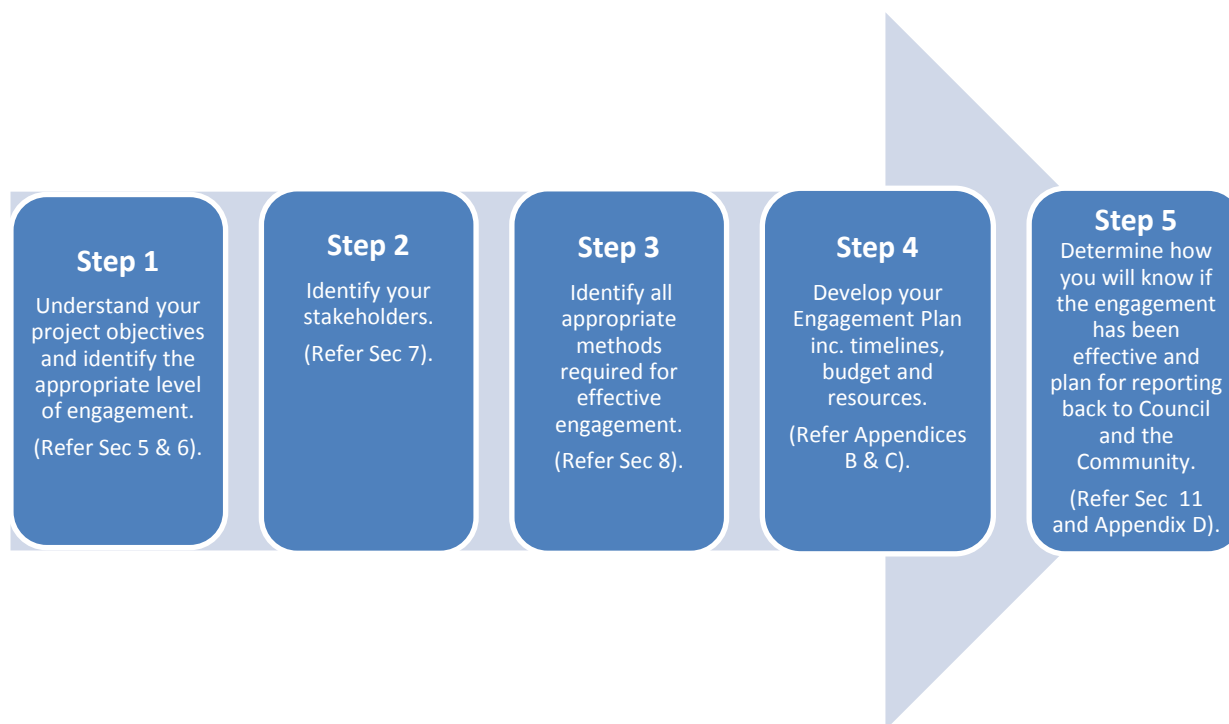 Step 1
Understand your
project objectives
and identify the
appropriate level
of engagement.
(Refer Sec 5 & 6).
Step 2
Identify your
stakeholders.
(Refer Sec 7).
Step 3
Identify all
appropriate
methods
required for
effective
engagement.
(Refer Sec 8).
Step 4
Develop your
Engagement Plan
inc. timelines,
budget and
resources.
(Refer Appendices
B & C).
Step 5
Determine how
you will know if
the engagement
has been
effective and
plan for reporting
back to Council
and the
Community.
(Refer Sec  11
and Appendix D).